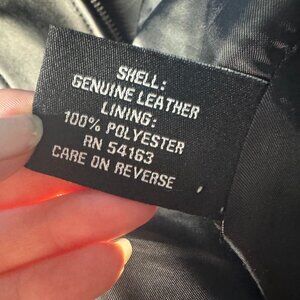 SHELL:
GENUINE LEATHER
LINING:
100% POLYESTER
RN 54163
CARE ON REVERSE